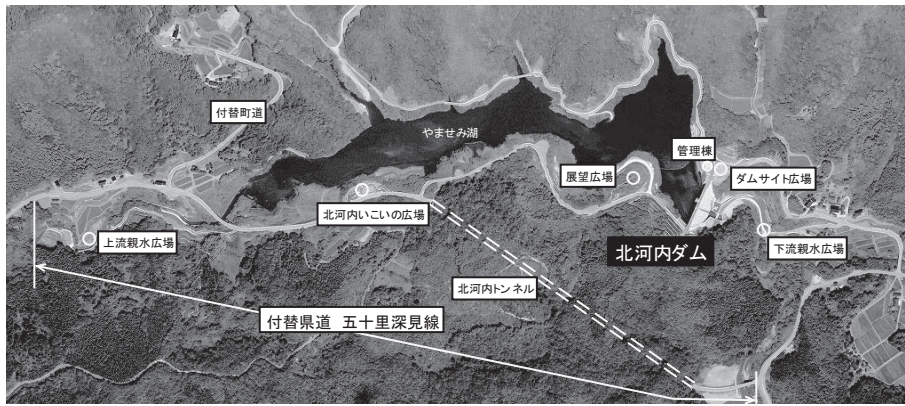 付替町道
やませみ湖
管理棟
展望広場
ダムサイト広場
北河内いこいの広場
上流親水広場
北河内ダム
下流親水広場
北河内トンネル
付替県道 五十里深見線